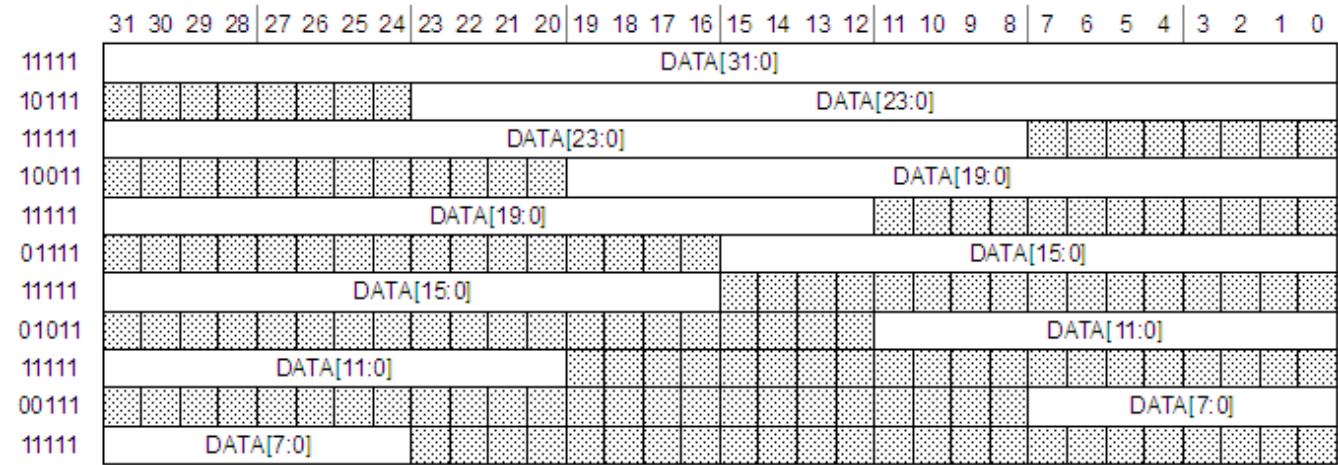 31 30 29 28 27 26 25 24 23 22 21 20 19 18 17 16 15 14 13 12 11 10 9 8 7 6 5 4 3 2 1 0
11111 DATA[31:0]
10111 DATA[23:0]
11111 DATA[23:0]
10011 DATA[19:0]
11111 DATA[19:0]
01111 DATA[15:0]
11111 DATA[15:0]
01011 DATA[11:0]
11111 DATA[11:0]
00111 DATA[7:0]
11111 DATA[7:0]